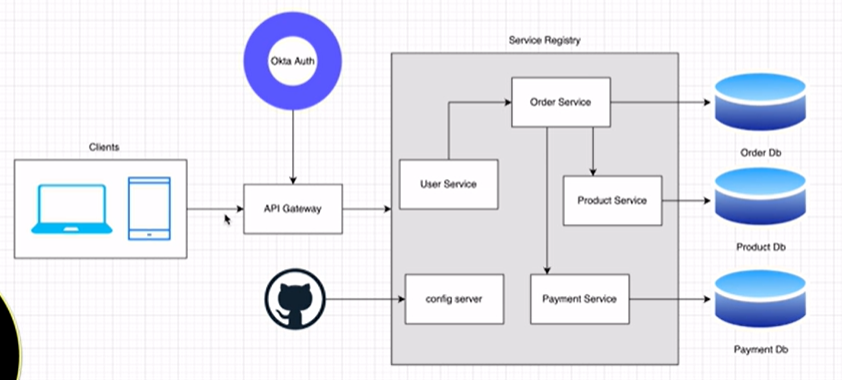 Service Registry
Okta Auth
Order Service
Order Db
Clients
User Service
API Gateway
Product Service
Product Db
config server
Payment Service
Payment Db